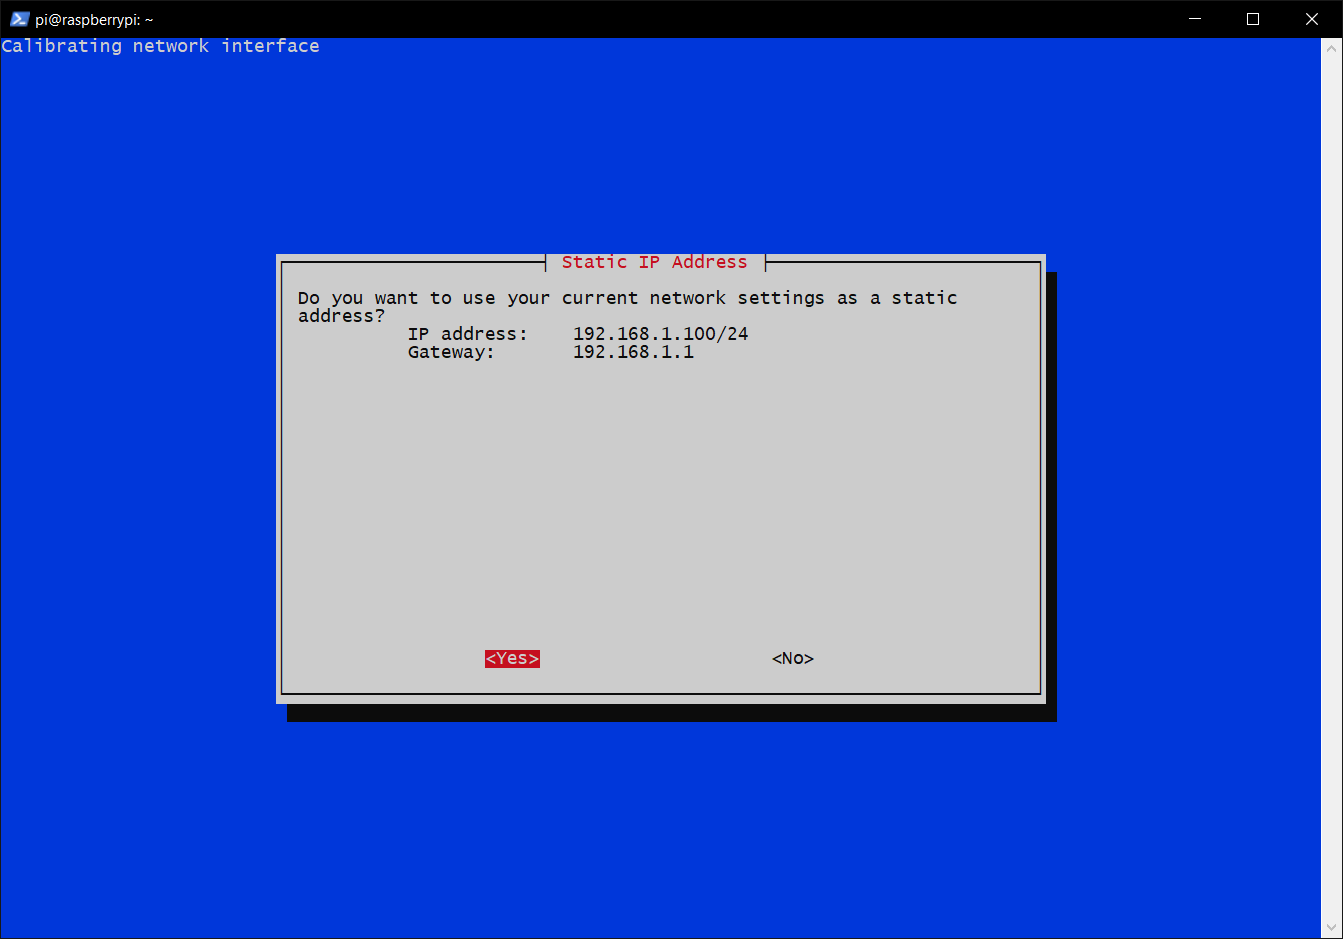 pi@raspberrypi: ~
Calibrating network interface
Static IP Address
Do you want to use your current network settings as a static
address?
IP address: 192.168.1.100/24
Gateway: 192.168.1.1
<Yes> <No>